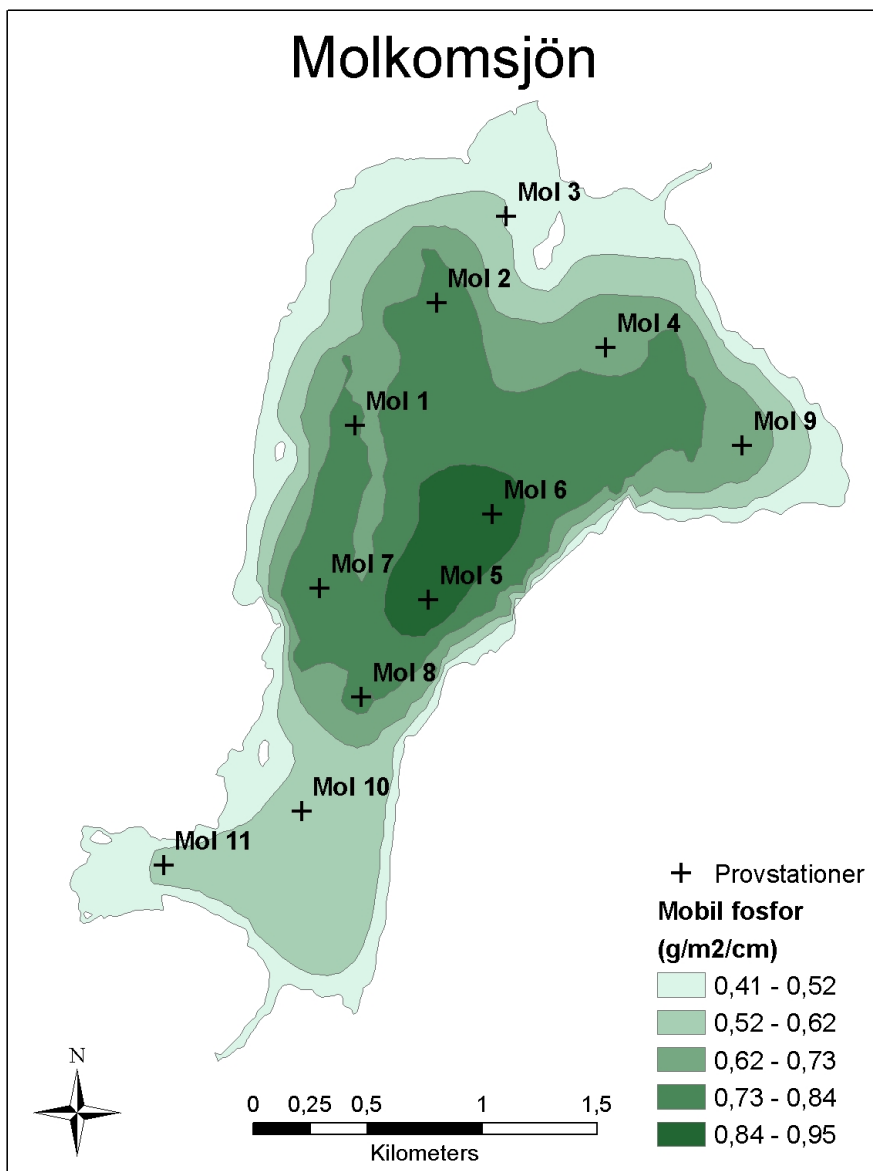 Molkomsjön
Mol 3
Mol 2
Mol 4
Mol 1
Mol 9
Mol 6
Mol 7
Mol 5
Mol 8
Mol 10
Mol 11
Provstationer
Mobil fosfor
(g/m2/cm)
0,41 - 0,52
0,52 - 0,62
0,62 - 0,73
0,73 - 0,84
0,84 - 0,95
N
0 0,25 0,5 1 1,5
Kilometers